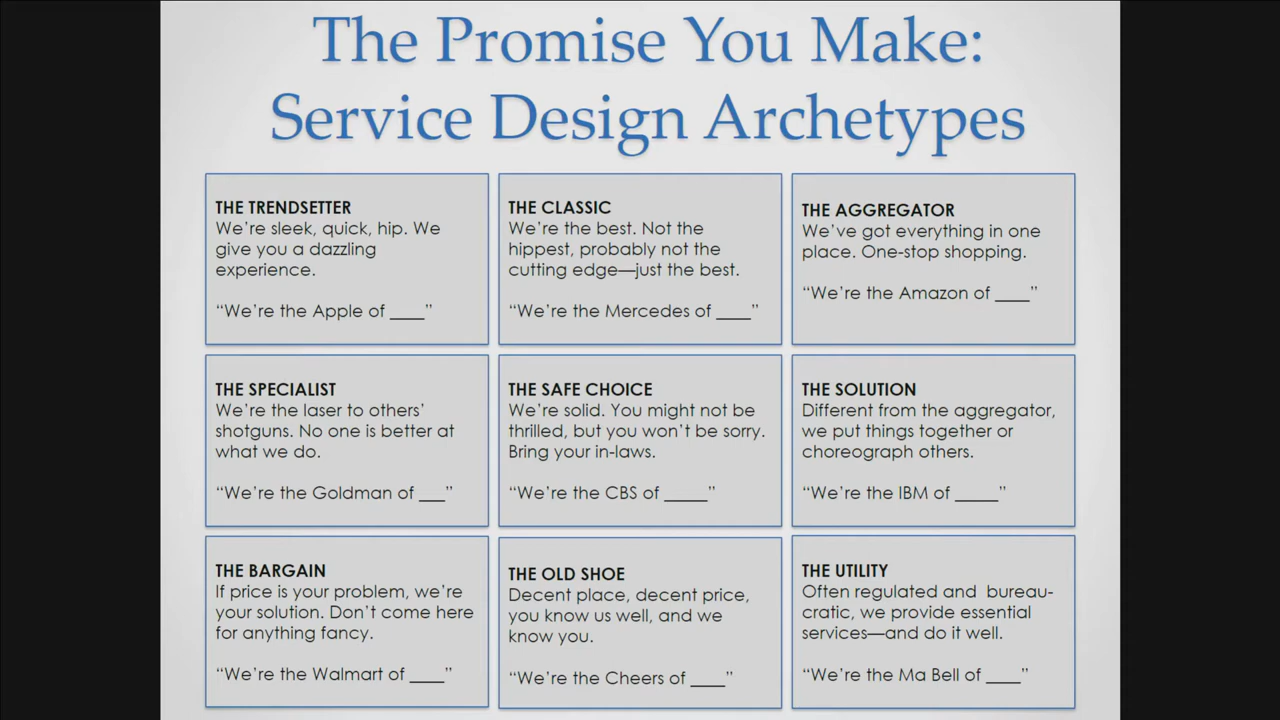 The Promise You Make:
Service Design Archetypes
THE TRENDSETTER
We're sleek, quick, hip. We
give you a dazzling
experience.
“We're the Apple of ____”
THE CLASSIC
We're the best. Not the
hippest, probably not the
cutting edge—just the best.
“We're the Mercedes of ____”
THE AGGREGATOR
We've got everything in one
place. One-stop shopping.
“We're the Amazon of ____”
THE SPECIALIST
We're the laser to others'
shotguns. No one is better at
what we do.
“We're the Goldman of ___”
THE SAFE CHOICE
We're solid. You might not be
thrilled, but you won't be sorry.
Bring your in-laws.
“We're the CBS of _____”
THE SOLUTION
Different from the aggregator,
we put things together or
choreograph others.
“We're the IBM of _____”
THE BARGAIN
If price is your problem, we're
your solution. Don't come here
for anything fancy.
“We're the Walmart of ____”
THE OLD SHOE
Decent place, decent price,
you know us well, and we
know you.
“We're the Cheers of ____”
THE UTILITY
Often regulated and  bureau-
cratic, we provide essential
services—and do it well.
“We're the Ma Bell of ____”